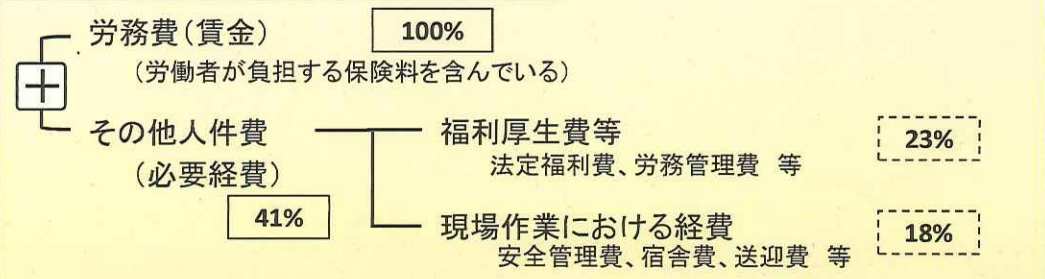 労務費(賃金) 100%
(労働者が負担する保険料を含んでいる)
+
その他人件費 福利厚生費等 23%
(必要経費) 法定福利費、労務管理費 等
41%
現場作業における経費 18%
安全管理費、宿舎費、送迎費 等